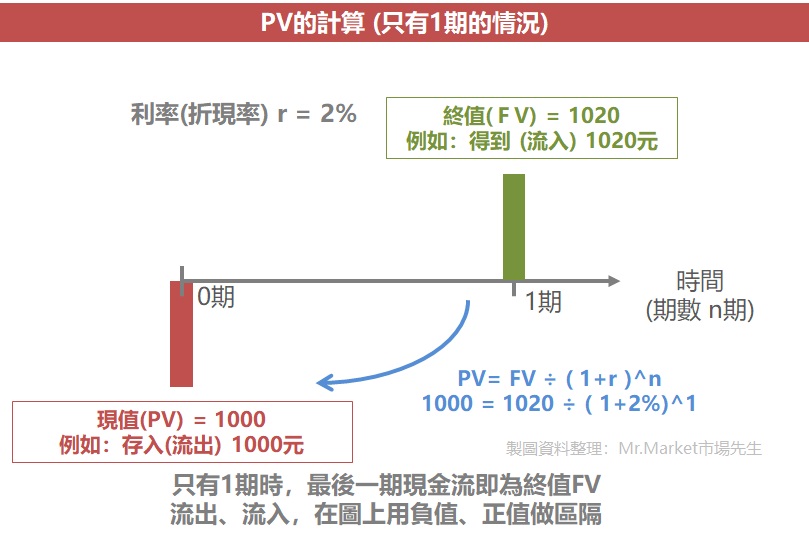 PV的計算 (只有1期的情況)
利率(折現率) r = 2%
終值( F V) = 1020
例如：得到 (流入) 1020元
0期
1期
時間
(期數 n期)
PV= FV ÷ ( 1+r )^n
1000 = 1020 ÷ ( 1+2%)^1
現值(PV) = 1000
例如：存入(流出) 1000元
製圖資料整理：Mr.Market市場先生
只有1期時，最後一期現金流即為終值FV
流出、流入，在圖上用負值、正值做區隔